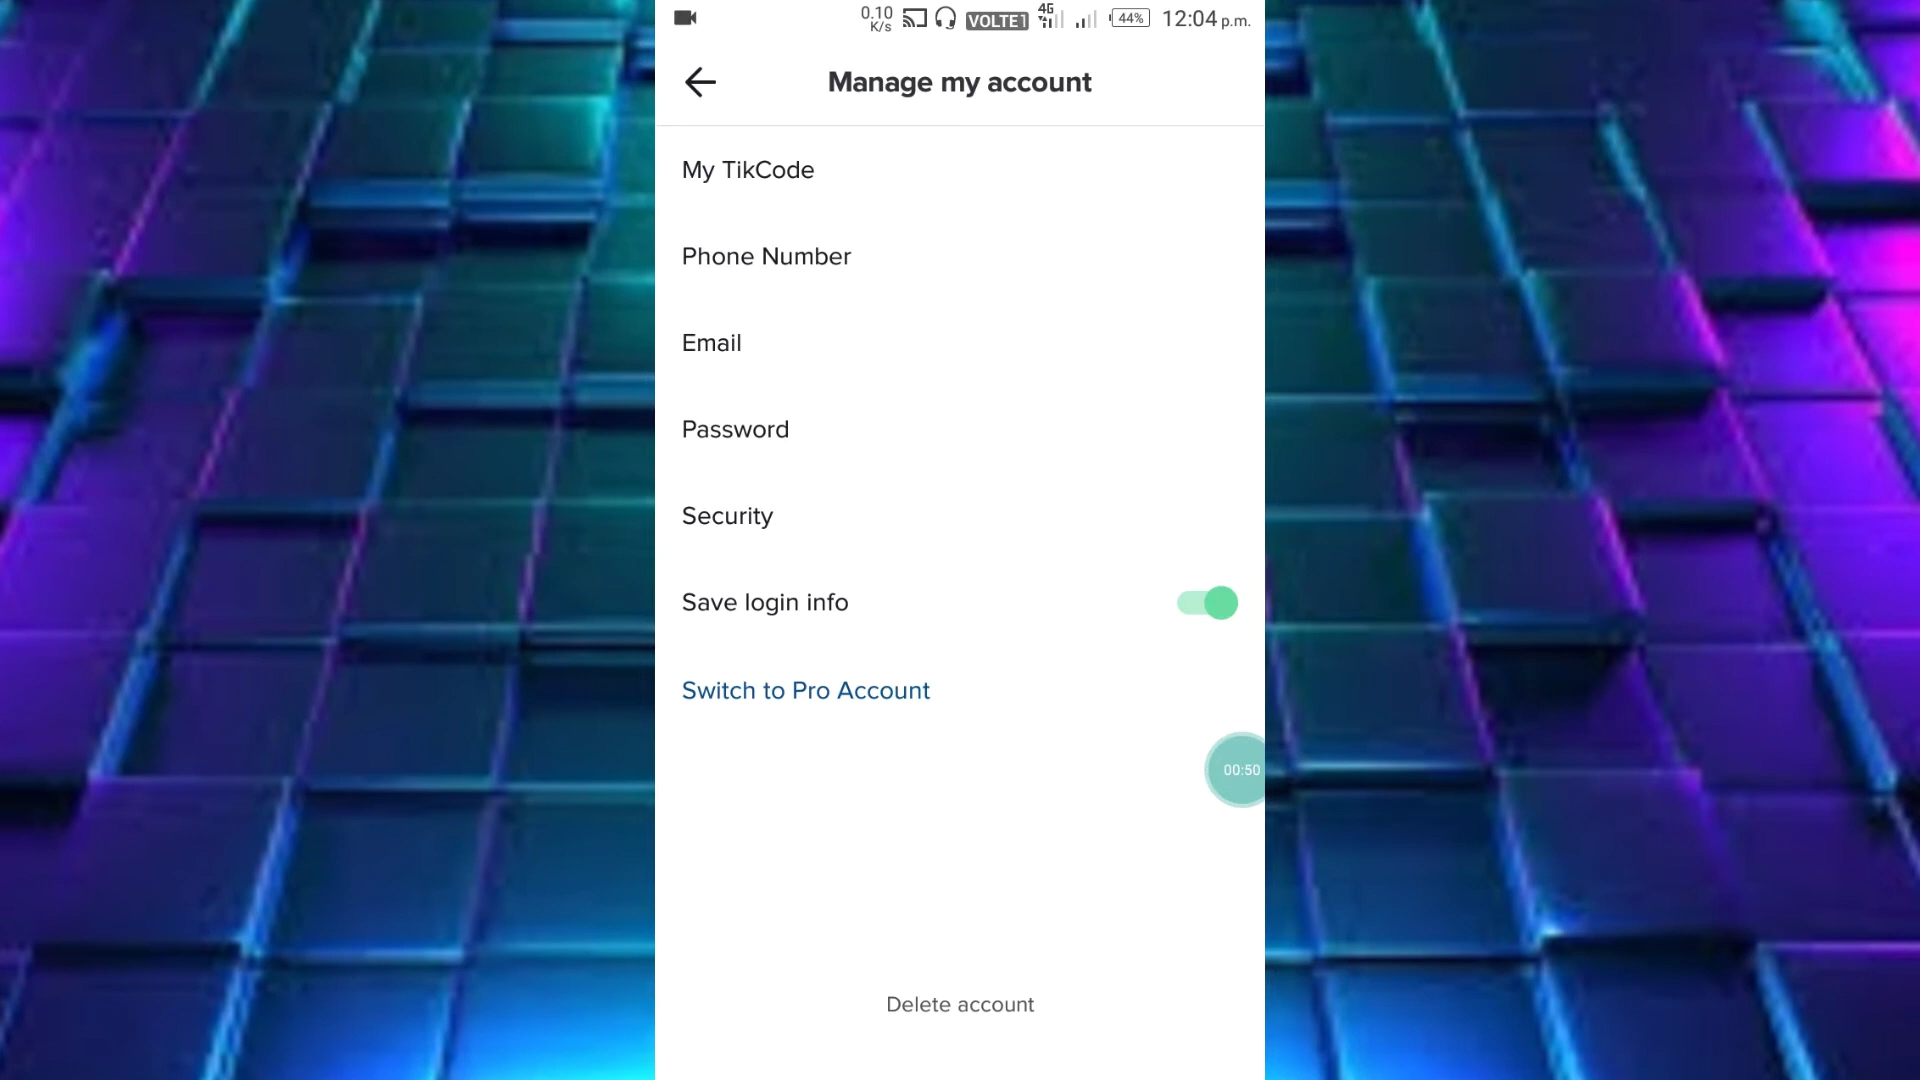 0.10
K/s
VOLTE 1
4G
44%
12:04 p.m.
Manage my account
My TikCode
Phone Number
Email
Password
Security
Save login info
Switch to Pro Account
00:50
Delete account